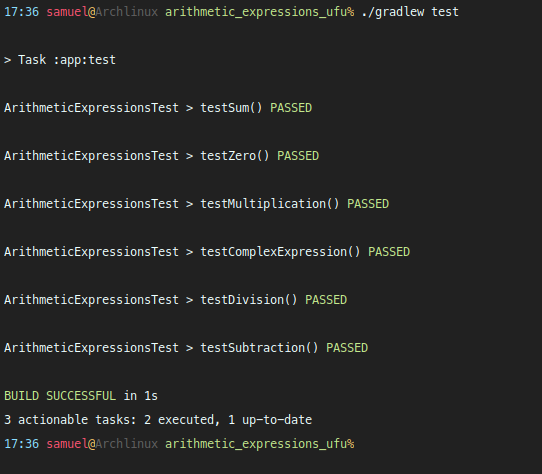 17:36 samuel@Archlinux arithmetic_expressions_ufu% ./gradlew test
> Task :app:test
ArithmeticExpressionsTest > testSum() PASSED
ArithmeticExpressionsTest > testZero() PASSED
ArithmeticExpressionsTest > testMultiplication() PASSED
ArithmeticExpressionsTest > testComplexExpression() PASSED
ArithmeticExpressionsTest > testDivision() PASSED
ArithmeticExpressionsTest > testSubtraction() PASSED
BUILD SUCCESSFUL in 1s
3 actionable tasks: 2 executed, 1 up-to-date
17:36 samuel@Archlinux arithmetic_expressions_ufu%